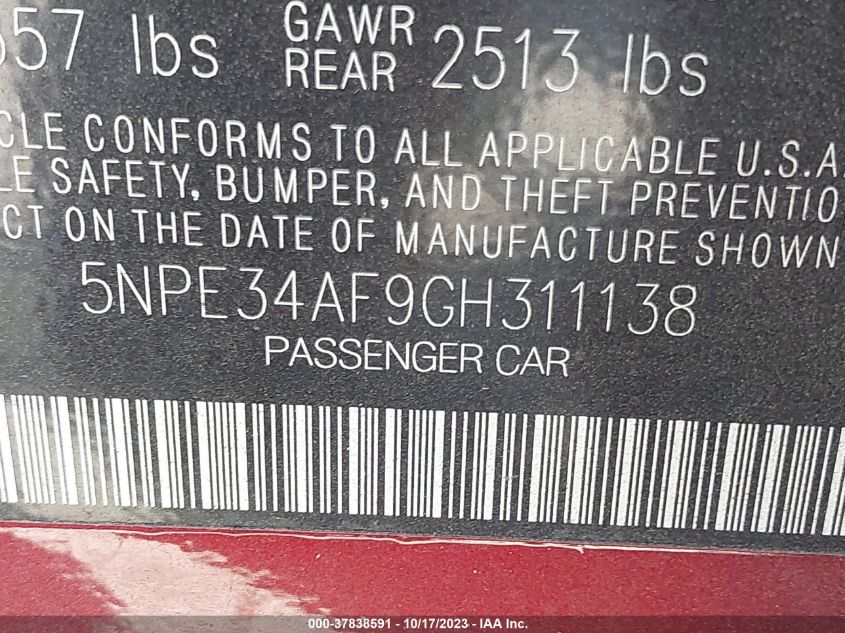 557 lbs GAWR REAR 2513 lbs
CLE CONFORMS TO ALL APPLICABLE U.S.A.
LE SAFETY, BUMPER, AND THEFT PREVENTIO
CT ON THE DATE OF MANUFACTURE SHOWN
5NPE34AF9GH311138
PASSENGER CAR
000-37838591 - 10/17/2023 - IAA Inc.